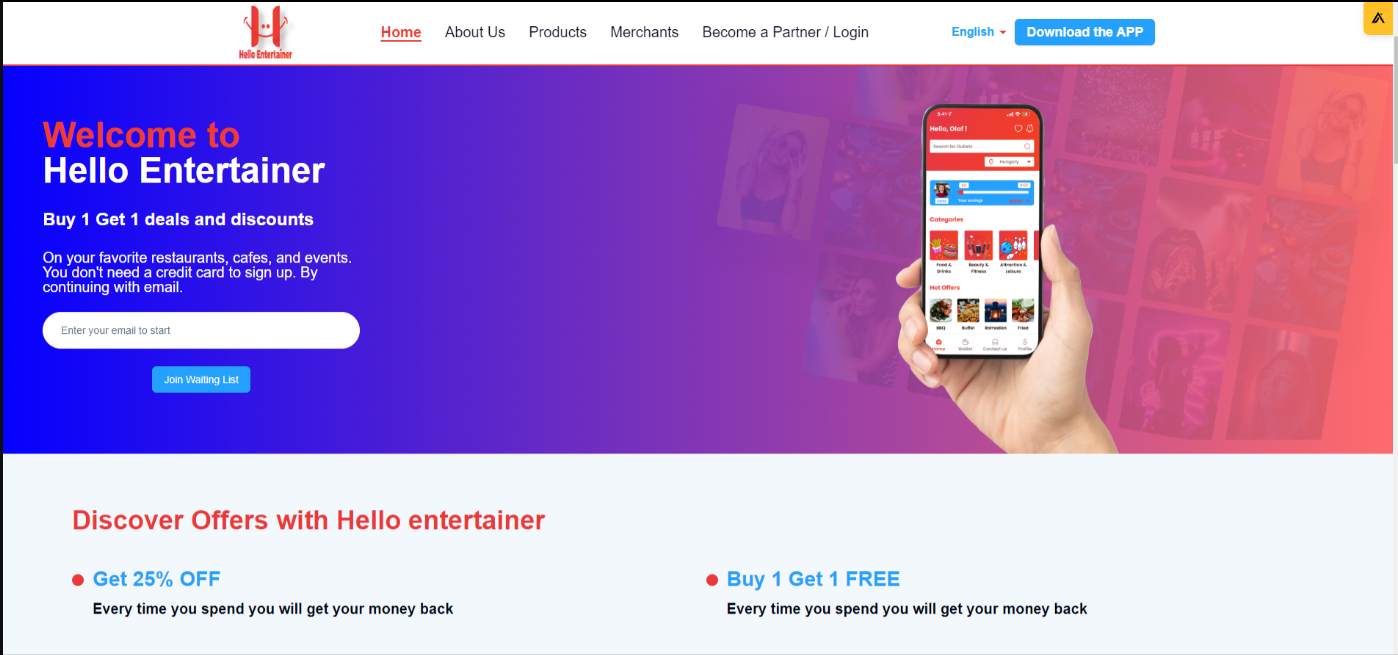 Hello Entertainer
Home
About Us
Products
Merchants
Become a Partner / Login
English
Download the APP
Welcome to
Hello Entertainer
Buy 1 Get 1 deals and discounts
On your favorite restaurants, cafes, and events.
You don't need a credit card to sign up. By
continuing with email.
Enter your email to start
Join Waiting List
Hello, Olaf !
Search for Outlets
Hungary
Your savings
Categories
Food &
Drinks
Beauty &
Fitness
Attraction &
Leisure
Hot Offers
BBQ
Buffet
Fried
Home
Wallet
Contact us
Profile
Discover Offers with Hello entertainer
Get 25% OFF
Every time you spend you will get your money back
Buy 1 Get 1 FREE
Every time you spend you will get your money back